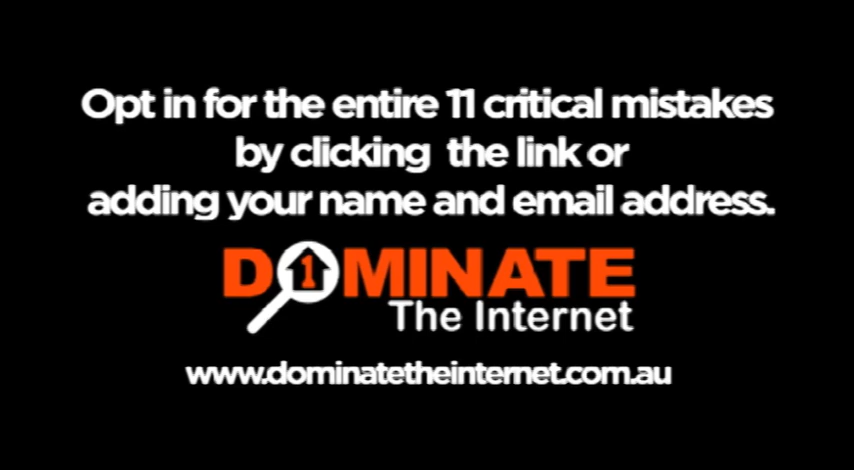 Opt in for the entire 11 critical mistakes
by clicking the link or
adding your name and email address.
D1MINATE
The Internet
www.dominatetheinternet.com.au